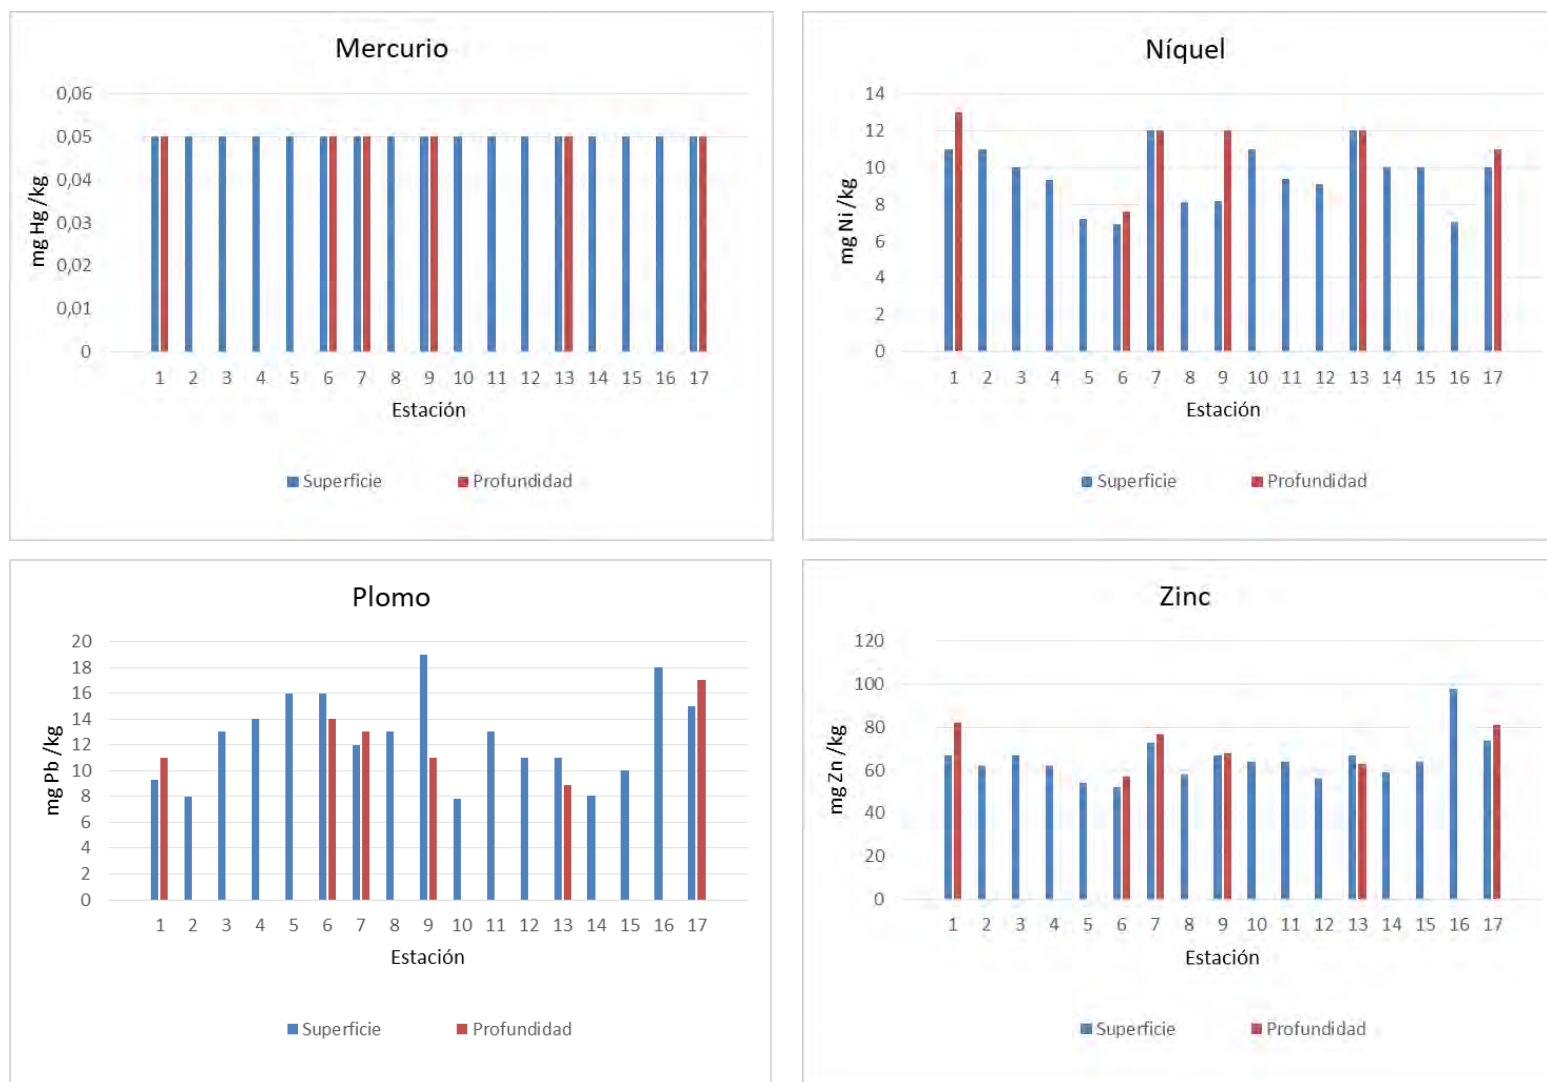 Mercurio
mg Hg /kg
0,06
0,05
0,04
0,03
0,02
0,01
0
1 2 3 4 5 6 7 8 9 10 11 12 13 14 15 16 17
Estación
Superficie Profundidad
Níquel
mg Ni /kg
14
12
10
8
6
4
2
0
1 2 3 4 5 6 7 8 9 10 11 12 13 14 15 16 17
Estación
Superficie Profundidad
Plomo
mg Pb /kg
20
18
16
14
12
10
8
6
4
2
0
1 2 3 4 5 6 7 8 9 10 11 12 13 14 15 16 17
Estación
Superficie Profundidad
Zinc
mg Zn /kg
120
100
80
60
40
20
0
1 2 3 4 5 6 7 8 9 10 11 12 13 14 15 16 17
Estación
Superficie Profundidad